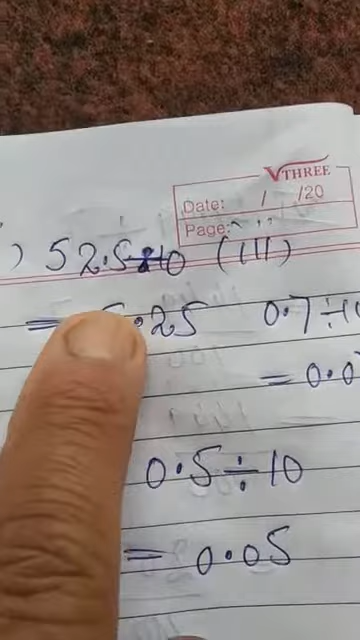 VTHREE
Date: / /20
Page:
) 52.5÷10 (III)
= 5.25 0.7÷10
= 0.0
0.5÷10
= 0.05